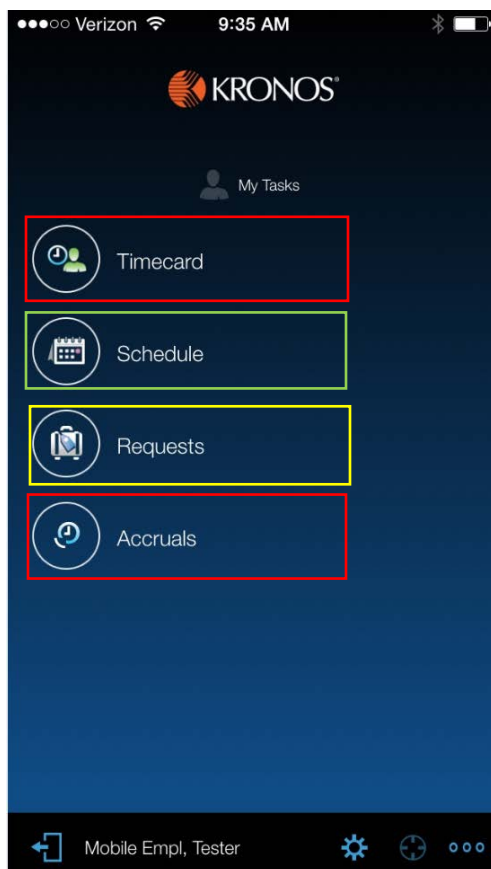 Verizon 9:35 AM
KRONOS®
My Tasks
Timecard
Schedule
Requests
Accruals
Mobile Empl, Tester